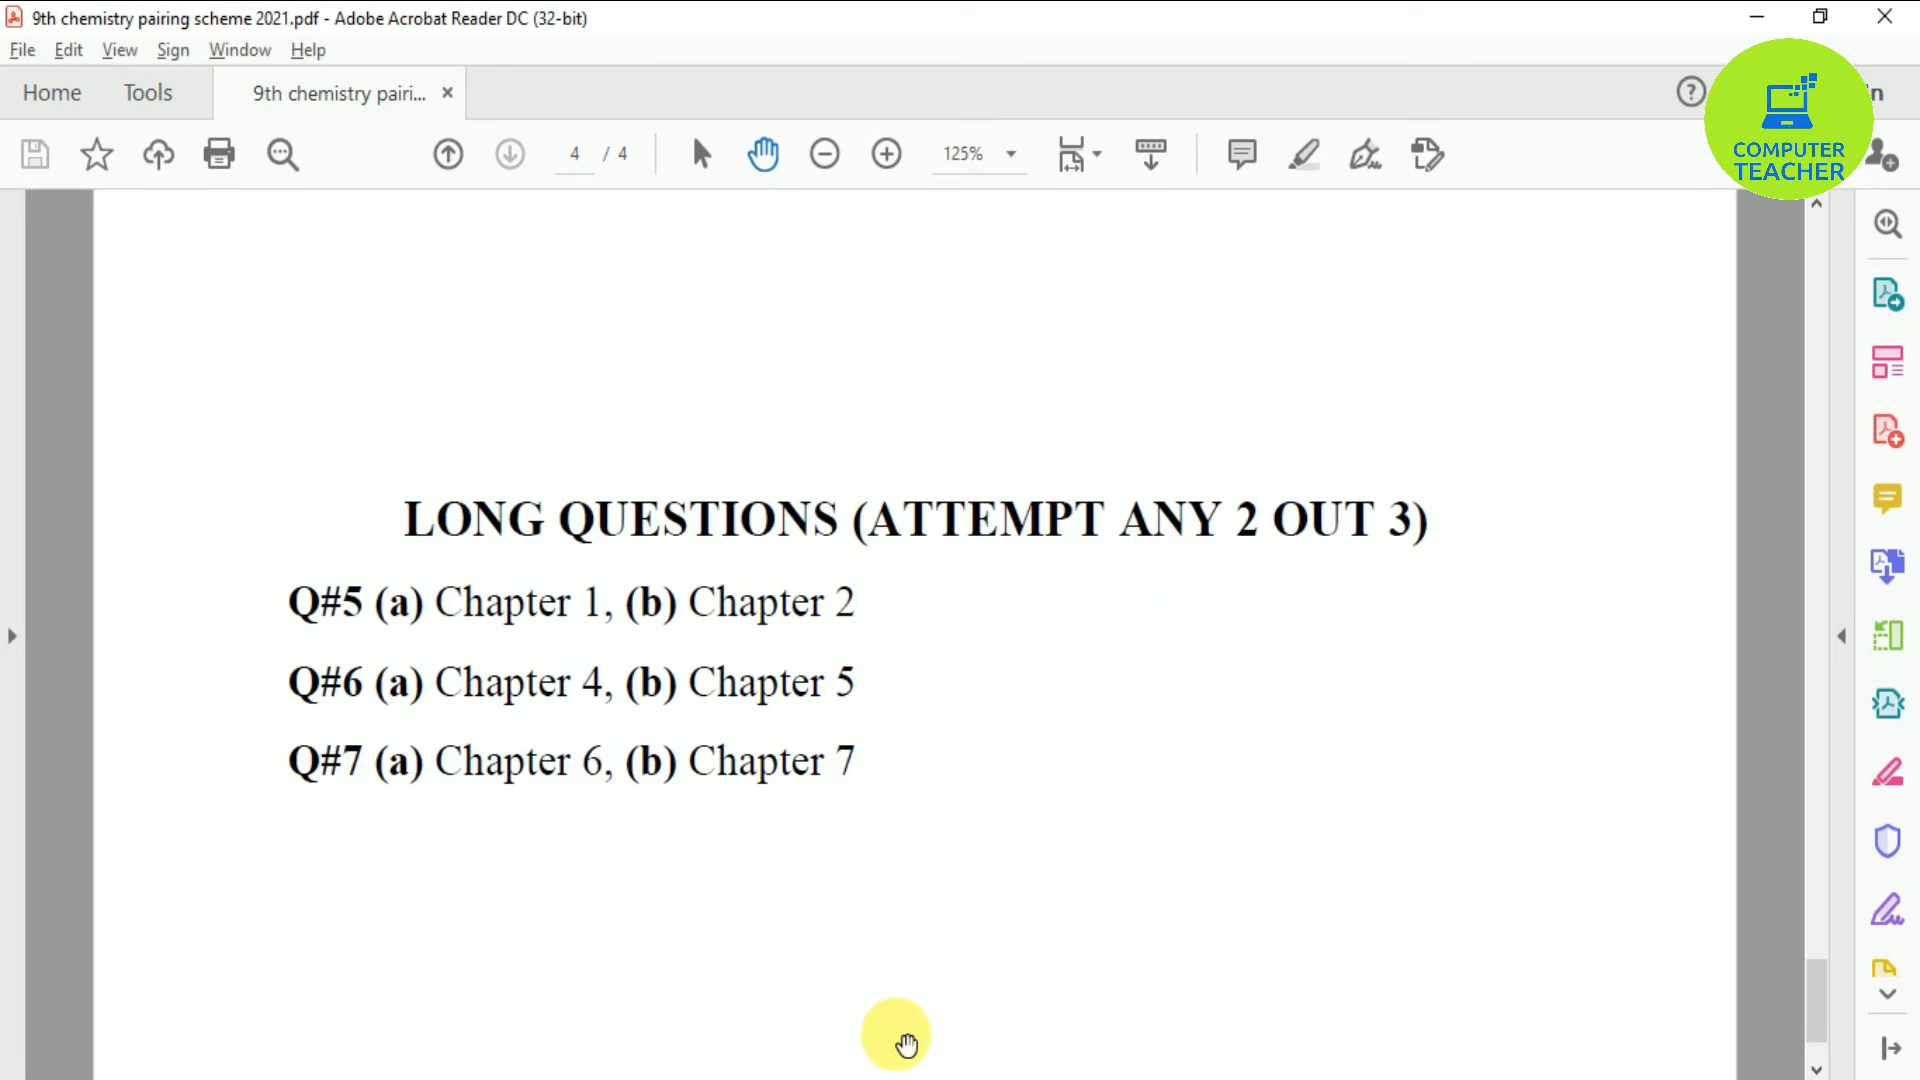 9th chemistry pairing scheme 2021.pdf - Adobe Acrobat Reader DC (32-bit)
File Edit View Sign Window Help
Home Tools 9th chemistry pairi... ×
4 / 4 125%
COMPUTER
TEACHER
LONG QUESTIONS (ATTEMPT ANY 2 OUT 3)
Q#5 (a) Chapter 1, (b) Chapter 2
Q#6 (a) Chapter 4, (b) Chapter 5
Q#7 (a) Chapter 6, (b) Chapter 7